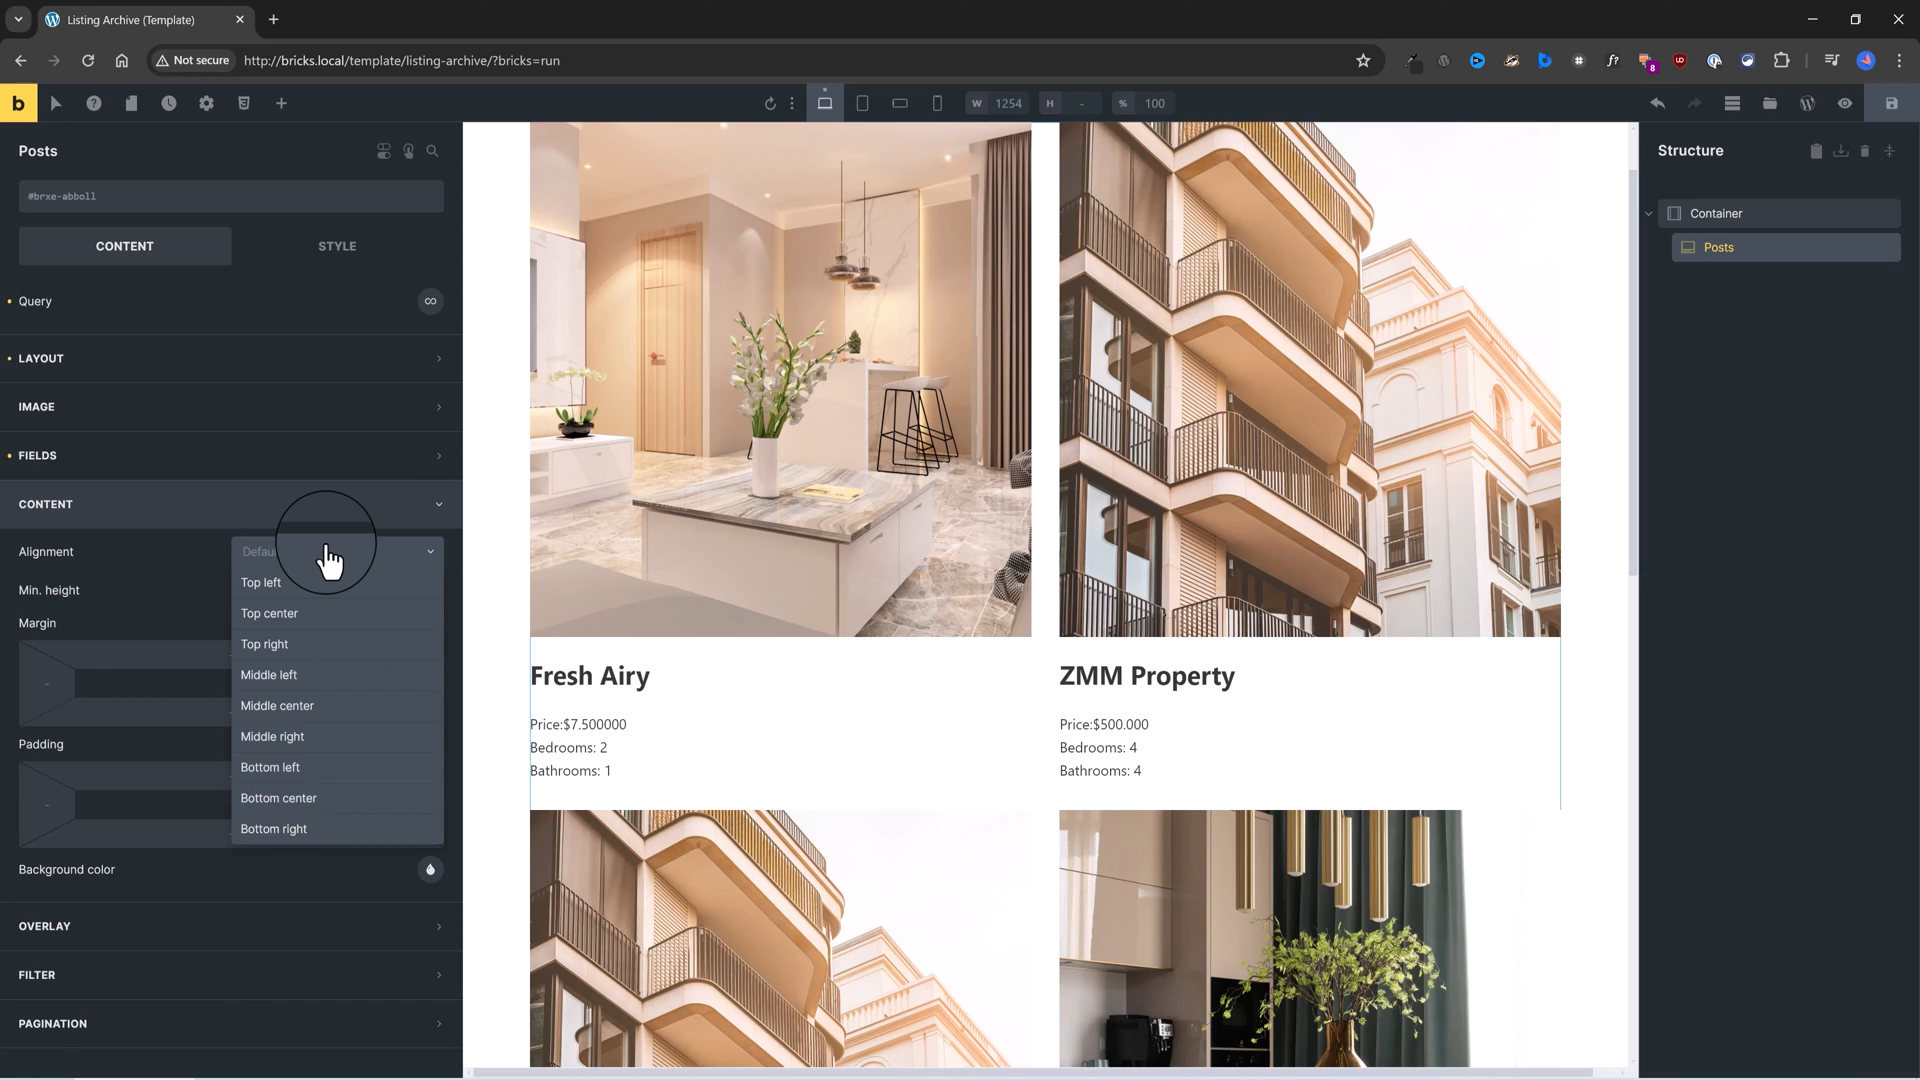 Listing Archive (Template)
Not secure
http://bricks.local/template/listing-archive/?bricks=run
8
b
W 1254
H -
% 100
Posts
#brxe-abboll
CONTENT
STYLE
Query
LAYOUT
IMAGE
FIELDS
CONTENT
Alignment
Min. height
Top left
Top center
Top right
Middle left
Middle center
Middle right
Bottom left
Bottom center
Bottom right
Margin
Padding
Background color
OVERLAY
FILTER
PAGINATION
Fresh Airy
Price:$7.500000
Bedrooms: 2
Bathrooms: 1
ZMM Property
Price:$500.000
Bedrooms: 4
Bathrooms: 4
Structure
Container
Posts